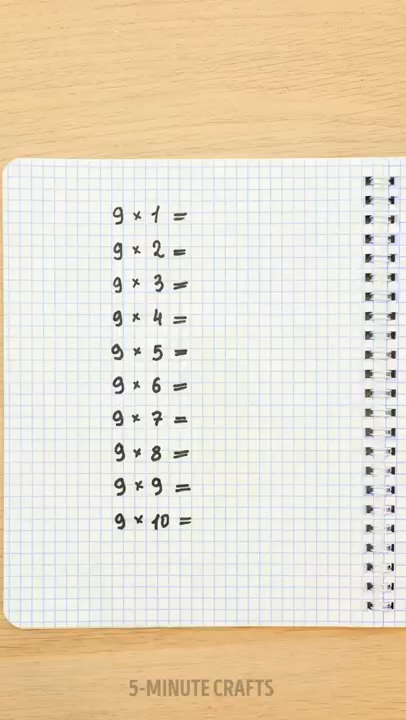 9 × 1 =
9 × 2 =
9 × 3 =
9 × 4 =
9 × 5 =
9 × 6 =
9 × 7 =
9 × 8 =
9 × 9 =
9 × 10 =
5-MINUTE CRAFTS